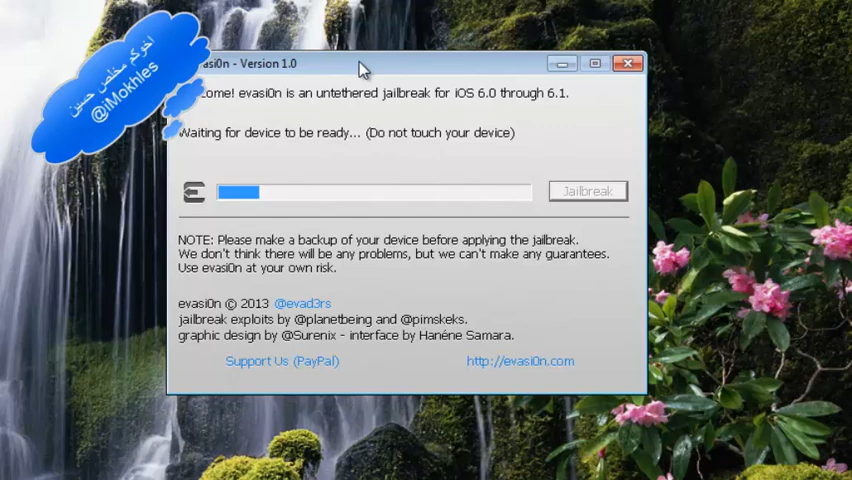 اخوكم مخلص حسين
@iMokhles
asi0n - Version 1.0
come! evasi0n is an untethered jailbreak for iOS 6.0 through 6.1.
Waiting for device to be ready... (Do not touch your device)
Jailbreak
NOTE: Please make a backup of your device before applying the jailbreak.
We don't think there will be any problems, but we can't make any guarantees.
Use evasi0n at your own risk.
evasi0n © 2013 @evad3rs
jailbreak exploits by @planetbeing and @pimskeks.
graphic design by @Surenix - interface by Hanéne Samara.
Support Us (PayPal) http://evasi0n.com